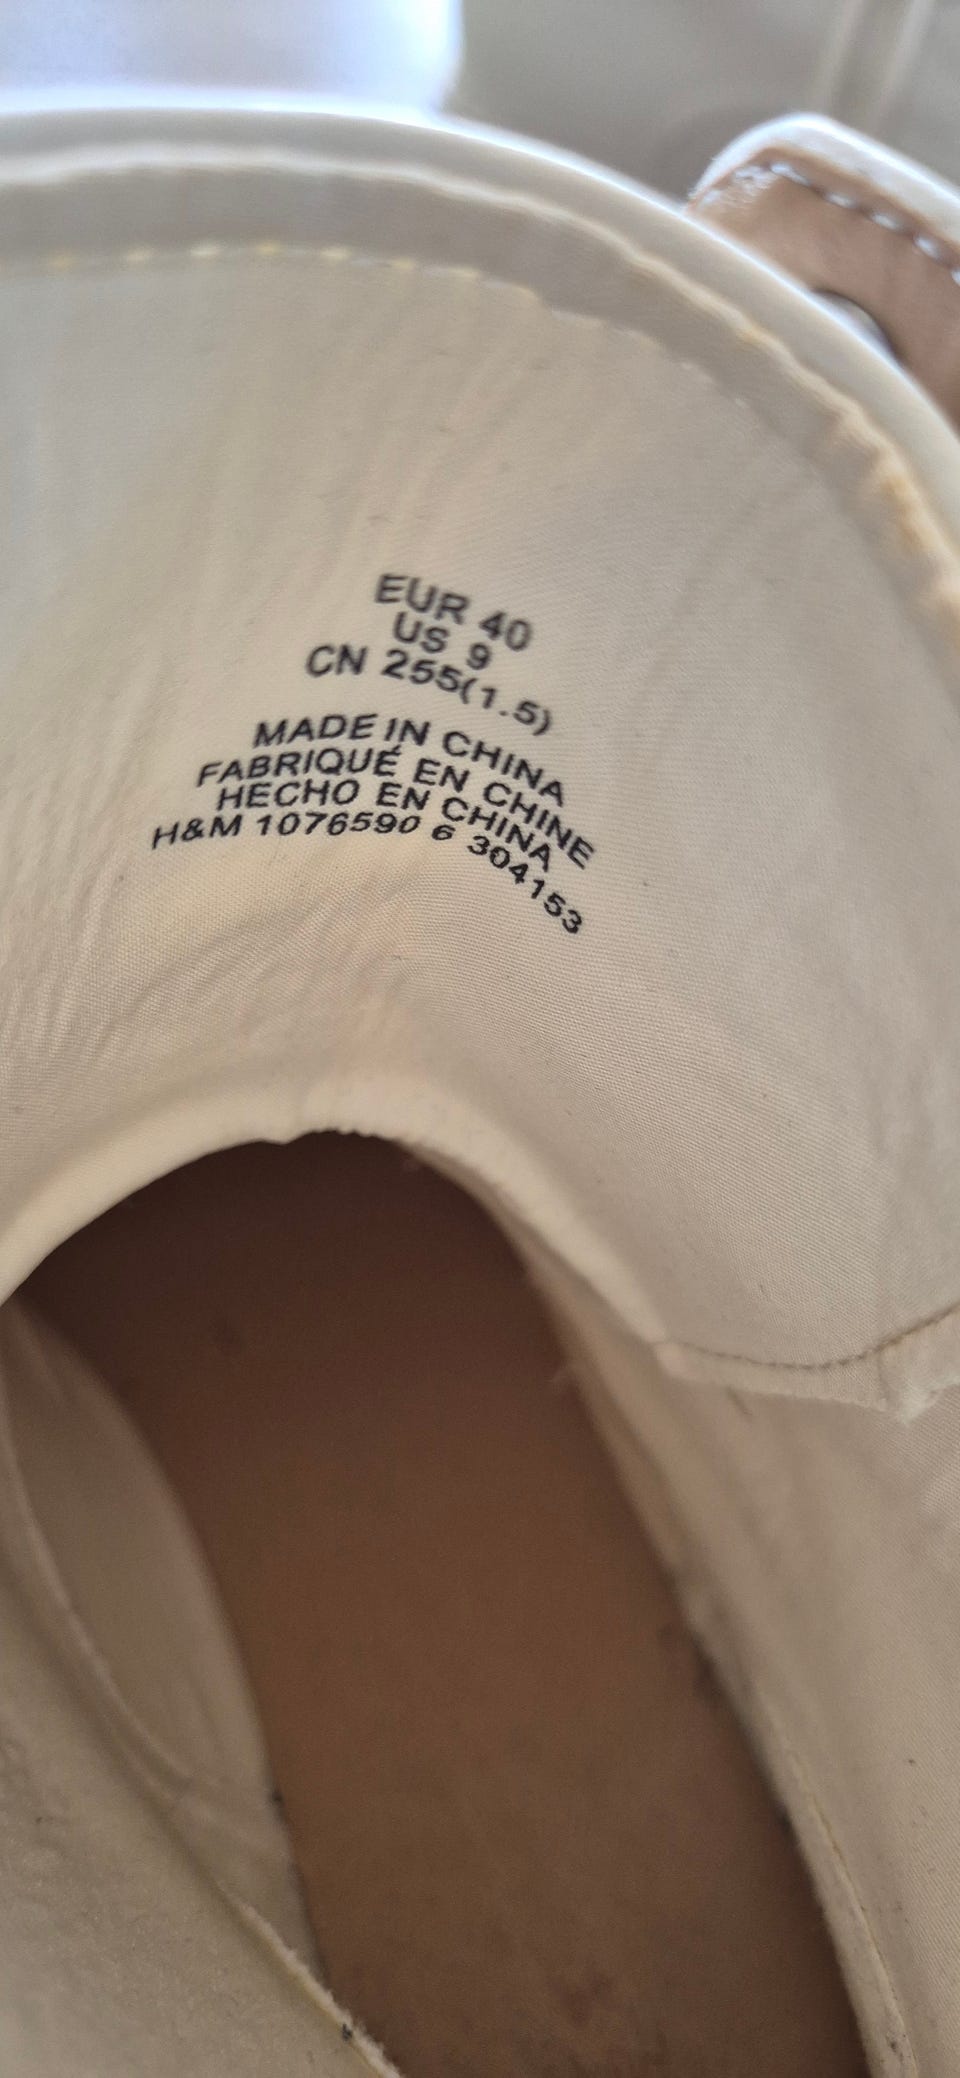 EUR 40
US 9
CN 255(1.5)
MADE IN CHINA
FABRIQUÉ EN CHINE
HECHO EN CHINA
H&M 1076590 6 304153